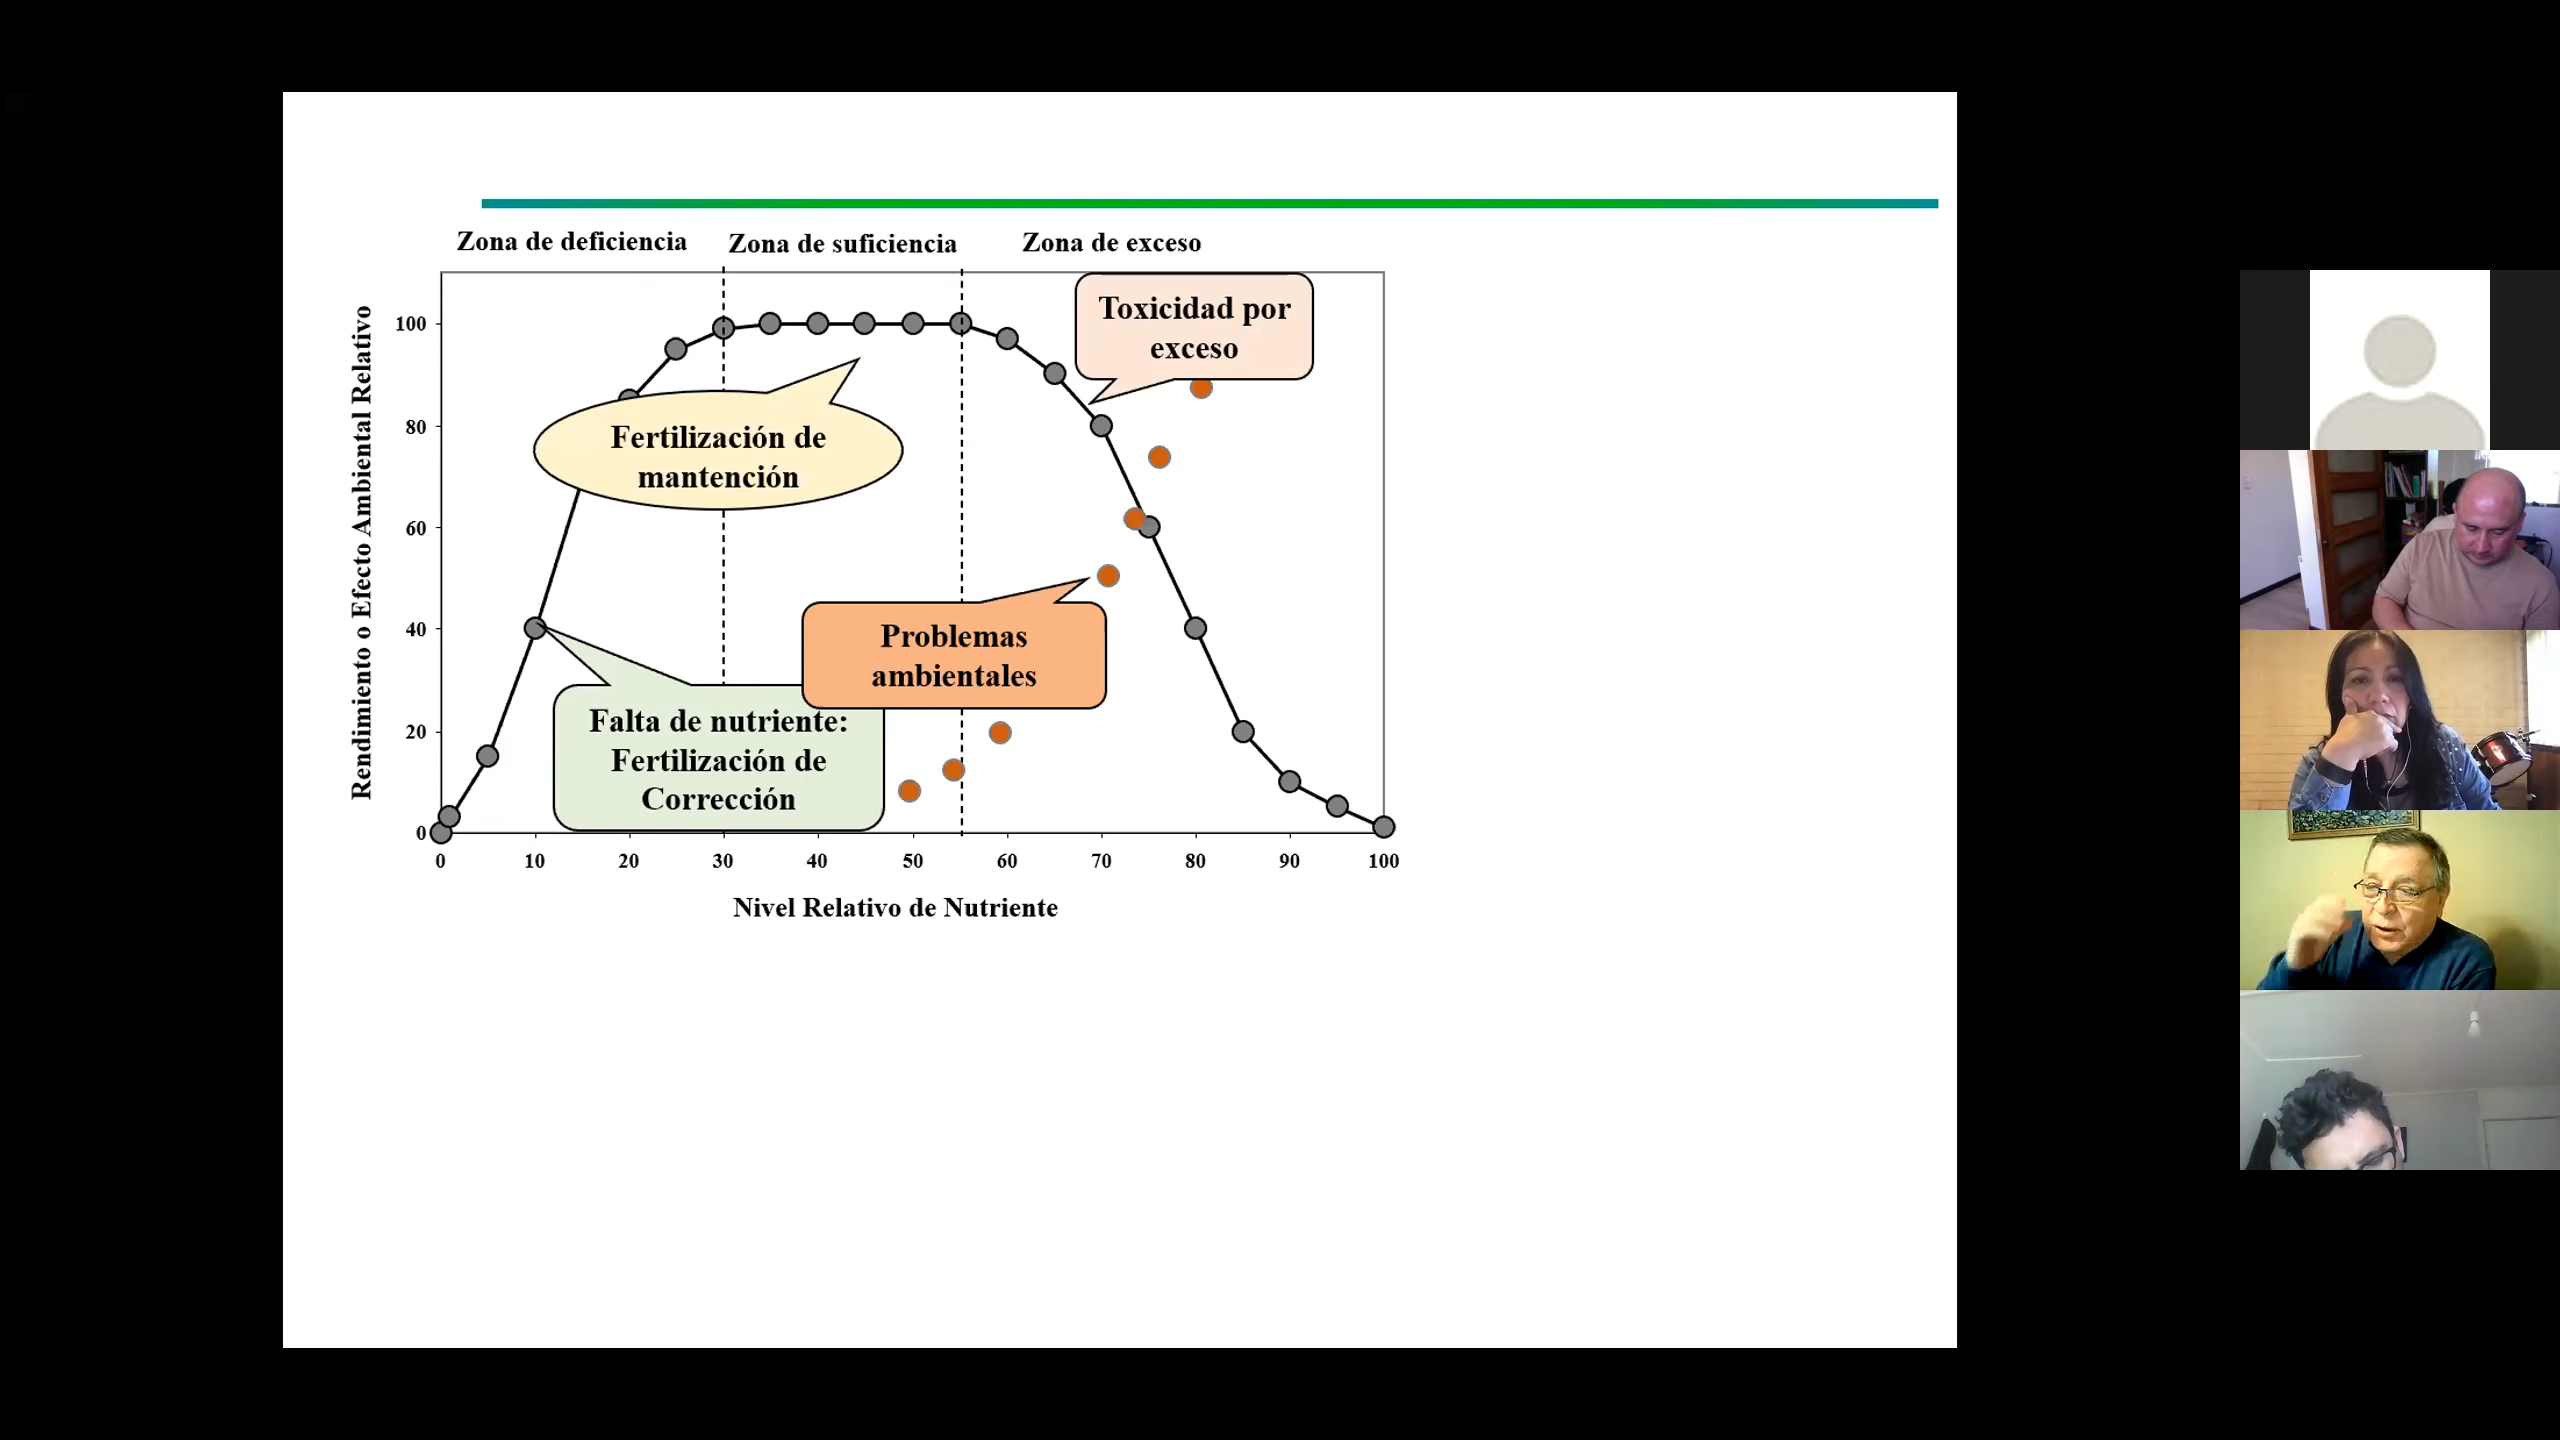 Zona de deficiencia
Zona de suficiencia
Zona de exceso
Rendimiento o Efecto Ambiental Relativo
100
80
60
40
20
0
Toxicidad por
exceso
Fertilización de
mantención
Problemas
ambientales
Falta de nutriente:
Fertilización de
Corrección
0 10 20 30 40 50 60 70 80 90 100
Nivel Relativo de Nutriente